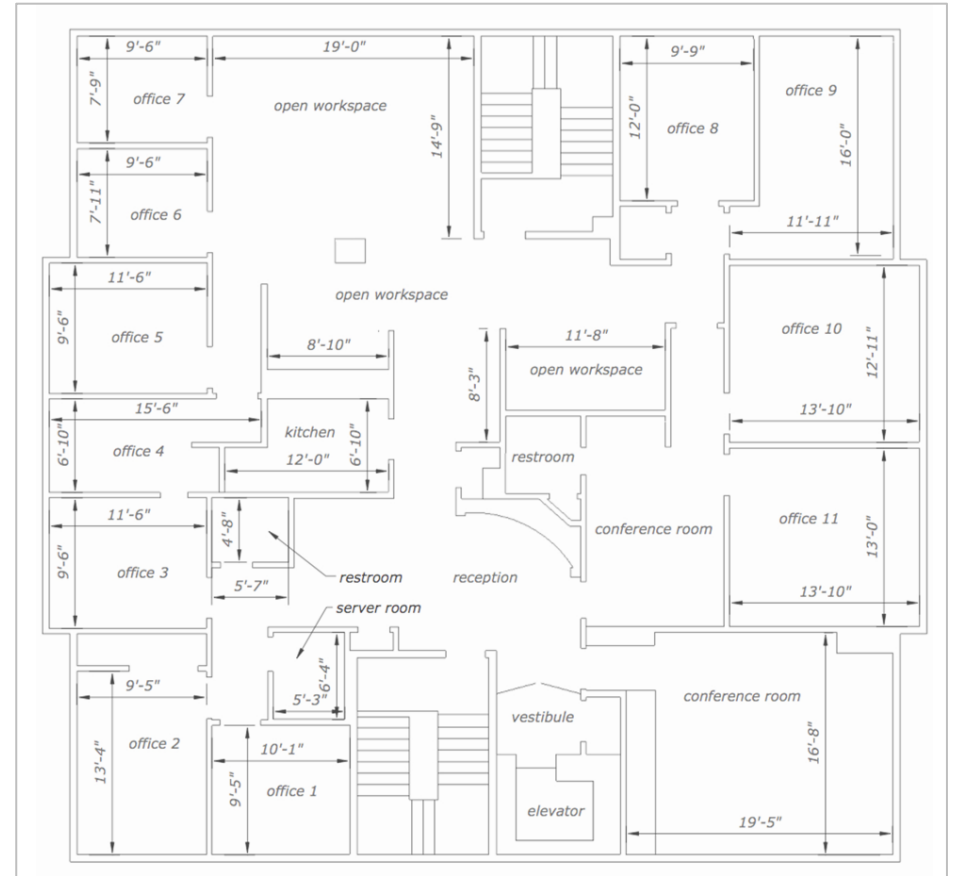 9'-6"
19'-0"
9'-9"
7'-9"
office 7
open workspace
14'-9"
12'-0"
office 8
office 9
16'-0"
9'-6"
7'-11"
office 6
11'-11"
11'-6"
9'-6"
office 5
open workspace
8'-10"
8'-3"
11'-8"
open workspace
office 10
12'-11"
13'-10"
15'-6"
6'-10"
office 4
kitchen
12'-0"
6'-10"
restroom
conference room
office 11
13'-0"
13'-10"
11'-6"
9'-6"
office 3
4'-8"
5'-7"
restroom
server room
reception
6'-4"
5'-3"
9'-5"
13'-4"
office 2
10'-1"
9'-5"
office 1
vestibule
elevator
conference room
16'-8"
19'-5"